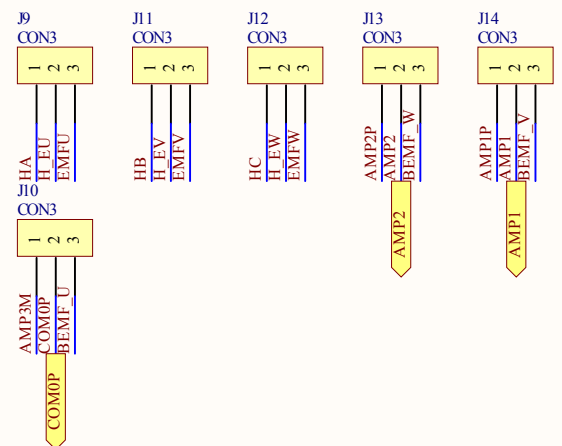 J9
CON3
1 2 3
HA
H_EU
EMFU
J11
CON3
1 2 3
HB
H_EV
EMFV
J12
CON3
1 2 3
HC
H_EW
EMFW
J13
CON3
1 2 3
AMP2P
AMP2
BEMF_W
AMP2
J14
CON3
1 2 3
AMP1P
AMP1
BEMF_V
AMP1
J10
CON3
1 2 3
AMP3M
COM0P
BEMF_U
COM0P